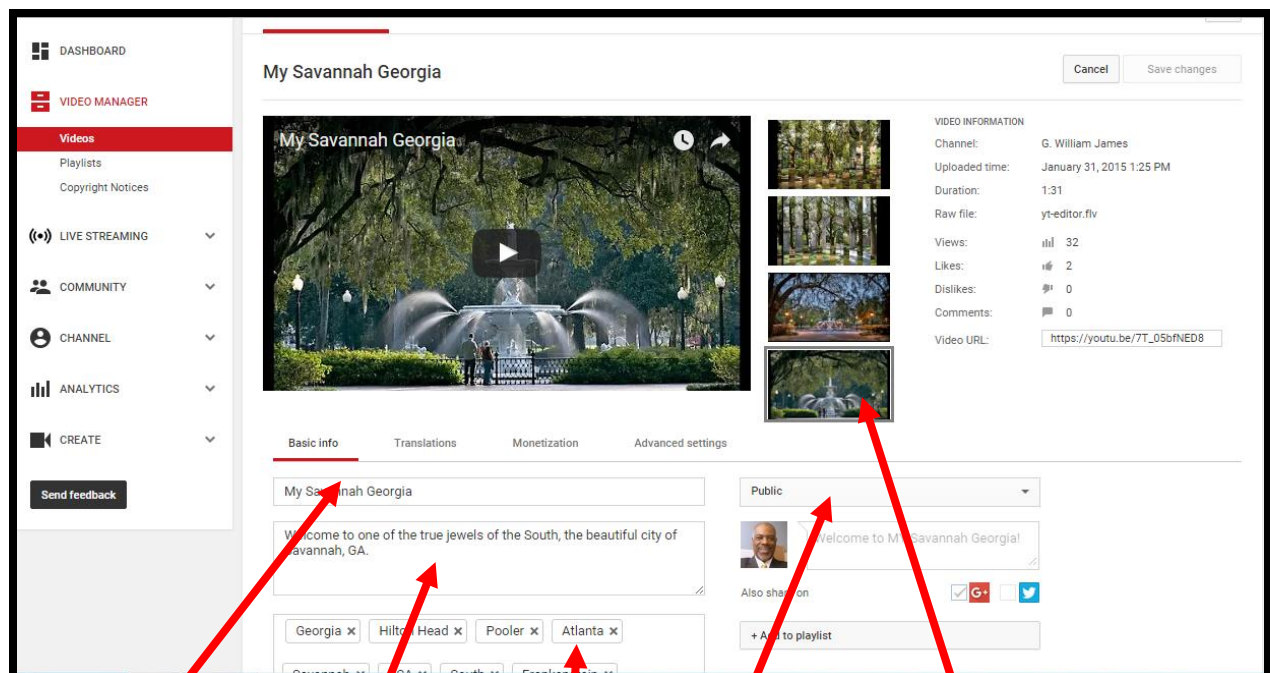 DASHBOARD
VIDEO MANAGER
Videos
Playlists
Copyright Notices
LIVE STREAMING
COMMUNITY
CHANNEL
ANALYTICS
CREATE
Send feedback
My Savannah Georgia
Cancel
Save changes
My Savannah Georgia
VIDEO INFORMATION
Channel: G. William James
Uploaded time: January 31, 2015 1:25 PM
Duration: 1:31
Raw file: yt-editor.flv
Views: 32
Likes: 2
Dislikes: 0
Comments: 0
Video URL: https://youtu.be/7T_05bfNED8
Basic info Translations Monetization Advanced settings
My Savannah Georgia
Welcome to one of the true jewels of the South, the beautiful city of
Savannah, GA.
Georgia x Hilton Head x Pooler x Atlanta x
Savannah x GA x South x
Public
Welcome to My Savannah Georgia!
Also share on
G+
+ Add to playlist